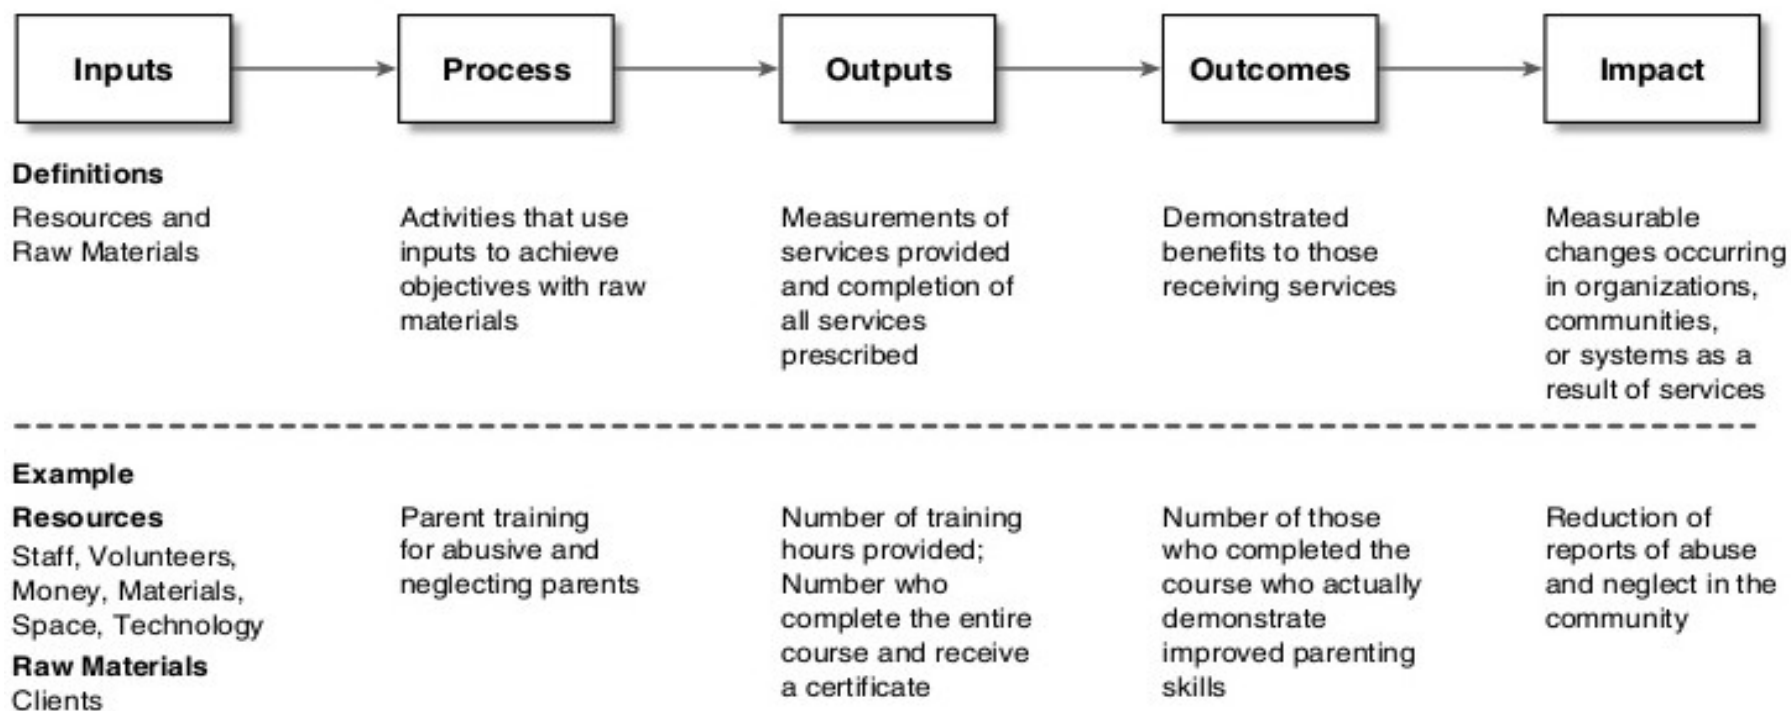 Inputs
Process
Outputs
Outcomes
Impact
Definitions
Resources and
Raw Materials
Activities that use
inputs to achieve
objectives with raw
materials
Measurements of
services provided
and completion of
all services
prescribed
Demonstrated
benefits to those
receiving services
Measurable
changes occurring
in organizations,
communities,
or systems as a
result of services
Example
Resources
Staff, Volunteers,
Money, Materials,
Space, Technology
Raw Materials
Clients
Parent training
for abusive and
neglecting parents
Number of training
hours provided;
Number who
complete the entire
course and receive
a certificate
Number of those
who completed the
course who actually
demonstrate
improved parenting
skills
Reduction of
reports of abuse
and neglect in the
community